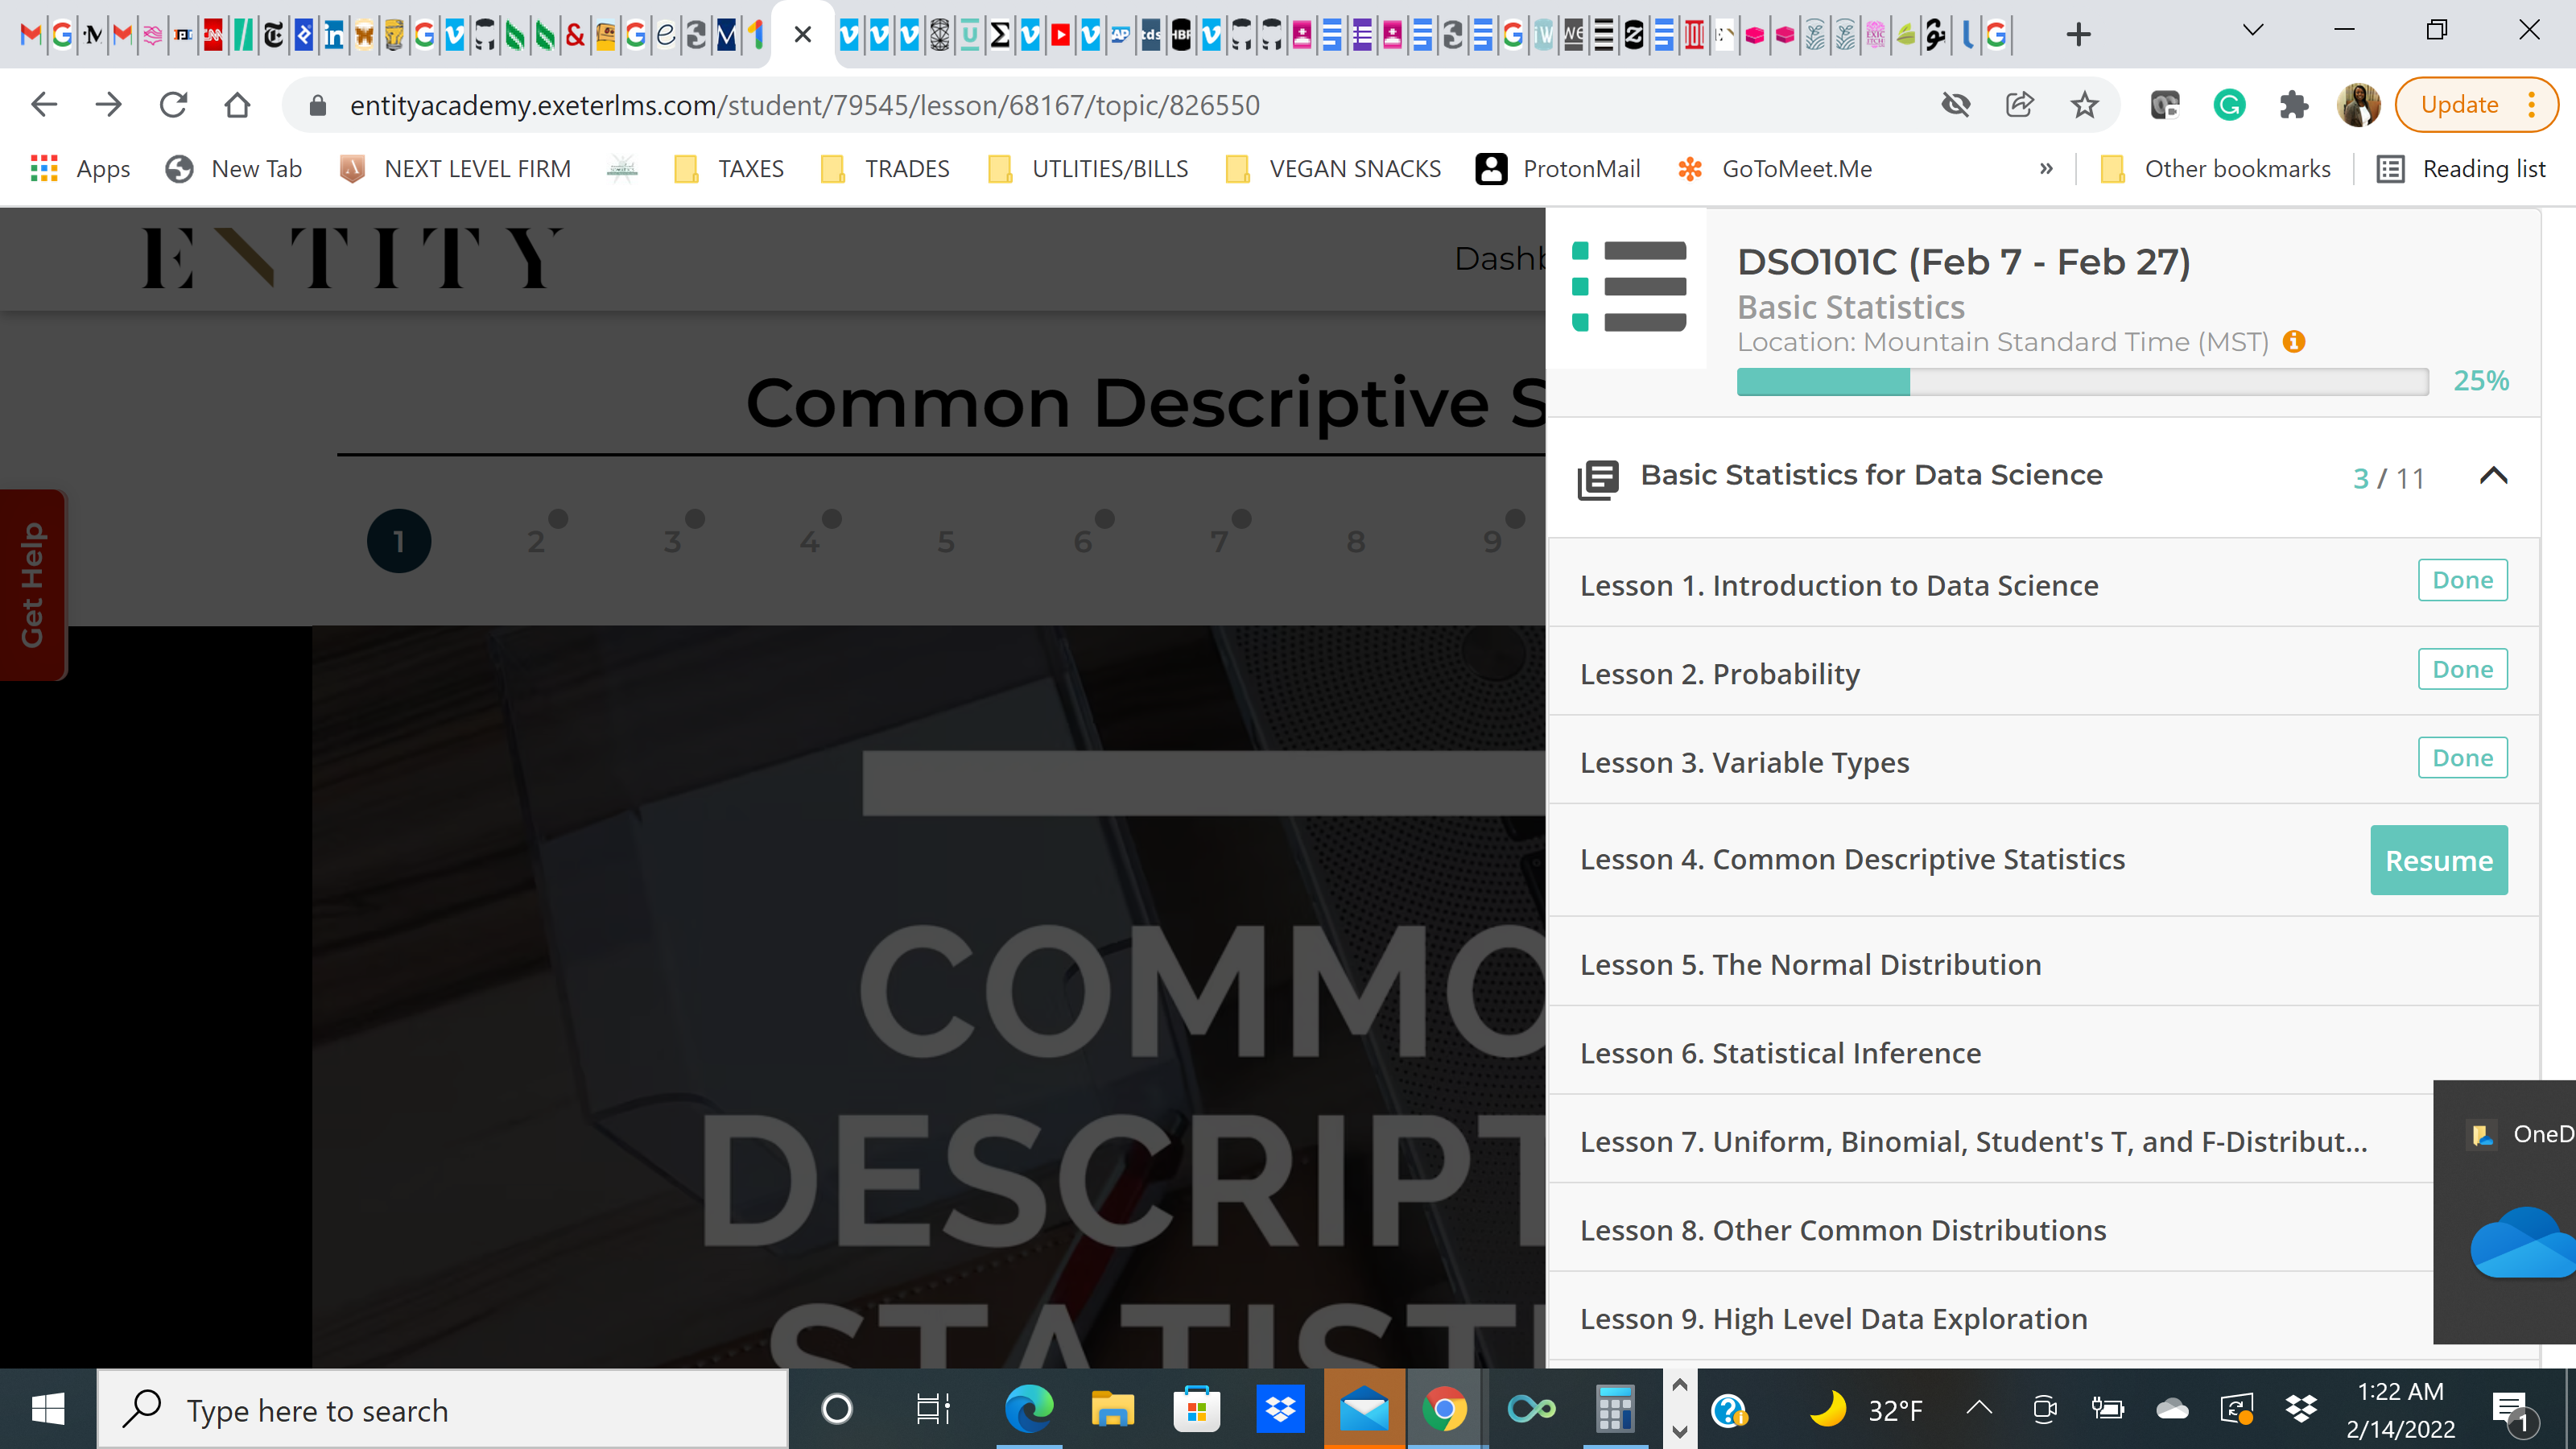 entityacademy.exeterlms.com/student/79545/lesson/68167/topic/826550
Update
Apps
New Tab
NEXT LEVEL FIRM
TAXES
TRADES
UTLITIES/BILLS
VEGAN SNACKS
ProtonMail
GoToMeet.Me
»
Other bookmarks
Reading list
ENTITY
Dashb
DSO101C (Feb 7 - Feb 27)
Basic Statistics
Location: Mountain Standard Time (MST)
25%
Common Descriptive S
1 2 3 4 5 6 7 8 9
Get Help
Basic Statistics for Data Science
3 / 11
Lesson 1. Introduction to Data Science
Done
Lesson 2. Probability
Done
Lesson 3. Variable Types
Done
Lesson 4. Common Descriptive Statistics
Resume
Lesson 5. The Normal Distribution
Lesson 6. Statistical Inference
Lesson 7. Uniform, Binomial, Student's T, and F-Distribut...
Lesson 8. Other Common Distributions
Lesson 9. High Level Data Exploration
COMMO
DESCRIPT
STATISTI
OneD
Type here to search
32°F
1:22 AM
2/14/2022
1